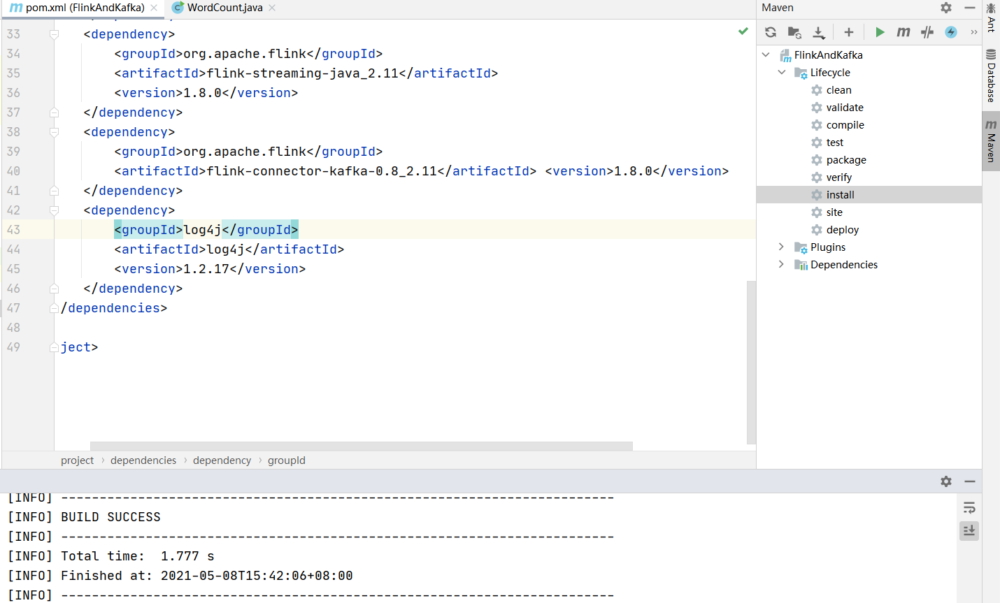 pom.xml (FlinkAndKafka)
WordCount.java
Maven
33 <dependency>
34 <groupId>org.apache.flink</groupId>
35 <artifactId>flink-streaming-java_2.11</artifactId>
36 <version>1.8.0</version>
37 </dependency>
38 <dependency>
39 <groupId>org.apache.flink</groupId>
40 <artifactId>flink-connector-kafka-0.8_2.11</artifactId> <version>1.8.0</version>
41 </dependency>
42 <dependency>
43 <groupId>log4j</groupId>
44 <artifactId>log4j</artifactId>
45 <version>1.2.17</version>
46 </dependency>
47 /dependencies>
48
49 ject>
project › dependencies › dependency › groupId
FlinkAndKafka
Lifecycle
clean
validate
compile
test
package
verify
install
site
deploy
Plugins
Dependencies
Ant
Database
Maven
[INFO] ------------------------------------------------------------------------
[INFO] BUILD SUCCESS
[INFO] ------------------------------------------------------------------------
[INFO] Total time:  1.777 s
[INFO] Finished at: 2021-05-08T15:42:06+08:00
[INFO] ------------------------------------------------------------------------